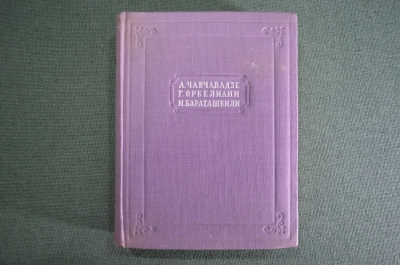 А. ЧАВЧАВАДЗЕ
Г. ОРБЕЛИАНИ
Н. БАРАТАШВИЛИ